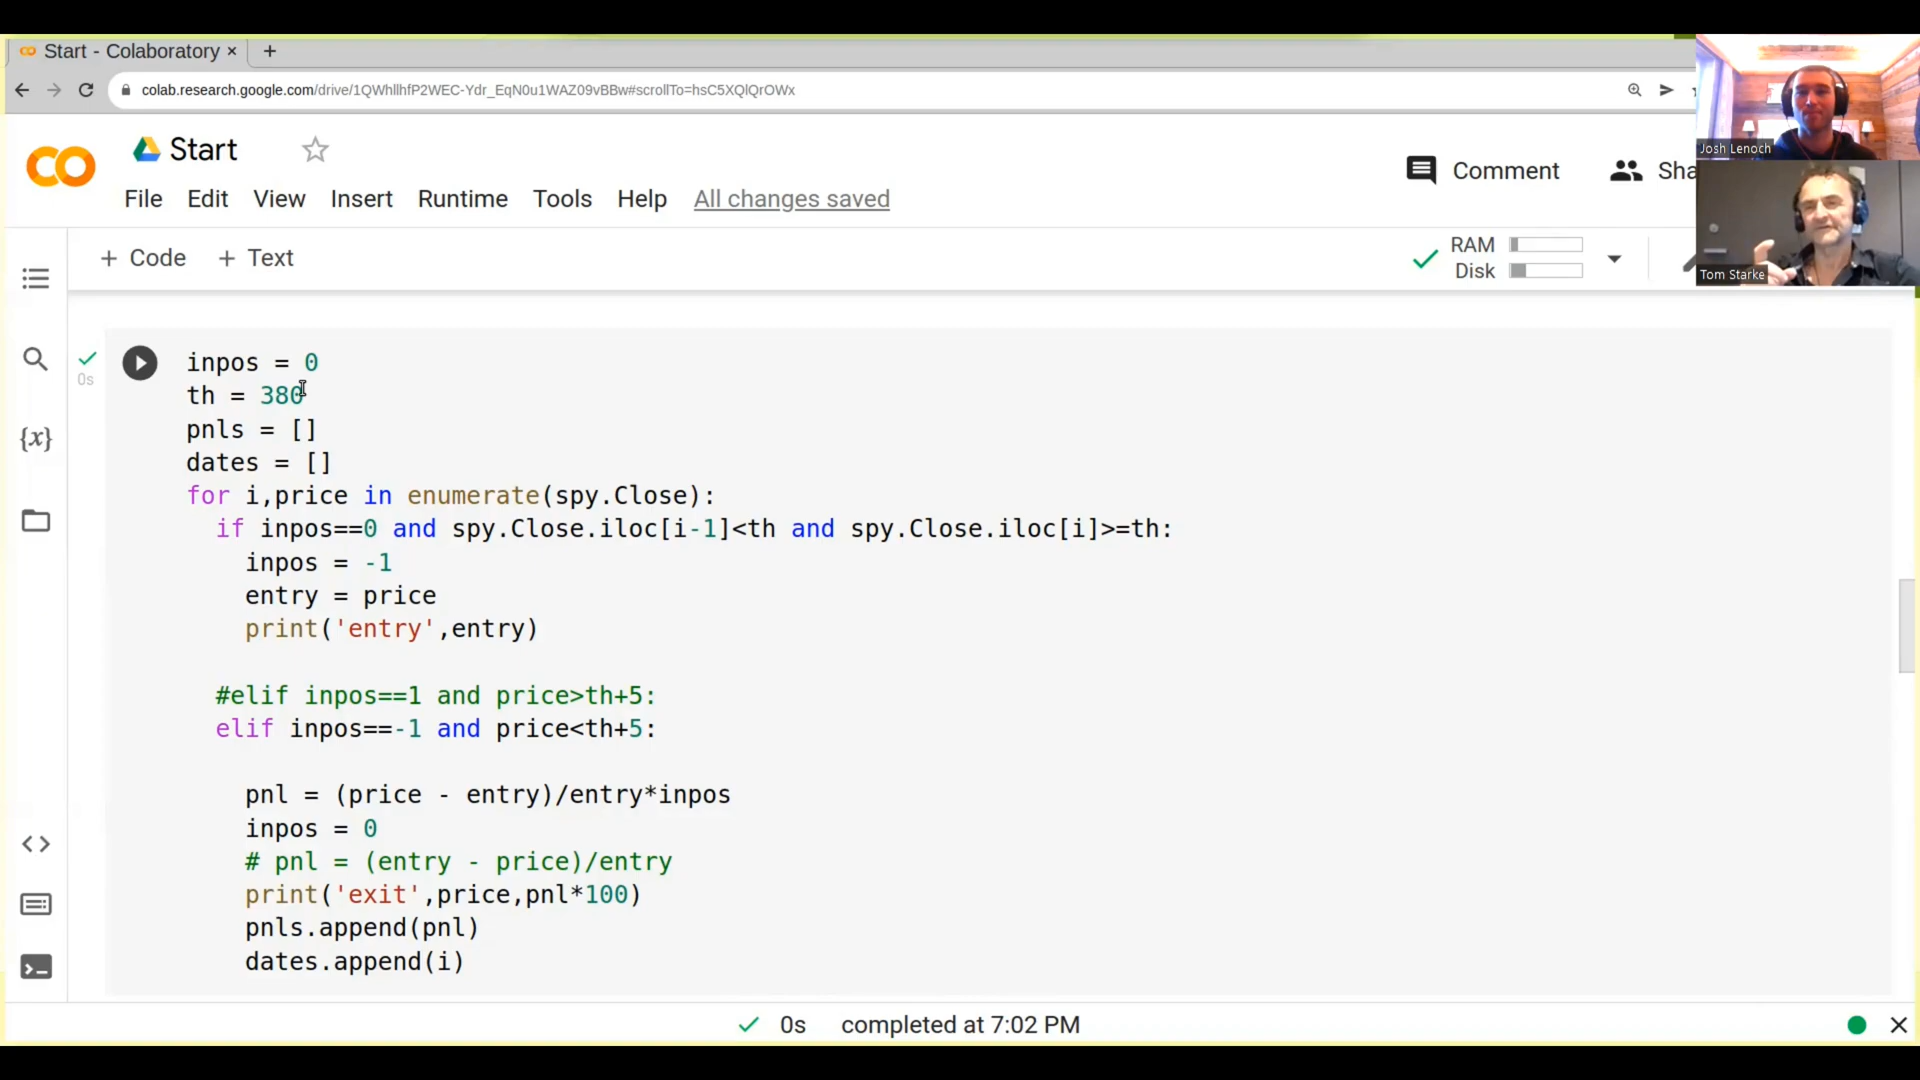 Start - Colaboratory
colab.research.google.com/drive/1QWhllhfP2WEC-Ydr_EqN0u1WAZ09vBBw#scrollTo=hsC5XQlQrOWx
Josh Lenoch
Start
Comment
Sha
File Edit View Insert Runtime Tools Help All changes saved
+ Code + Text
RAM
Disk
Tom Starke
0s
inpos = 0
th = 380
pnls = []
dates = []
for i,price in enumerate(spy.Close):
  if inpos==0 and spy.Close.iloc[i-1]<th and spy.Close.iloc[i]>=th:
    inpos = -1
    entry = price
    print('entry',entry)
  #elif inpos==1 and price>th+5:
  elif inpos==-1 and price<th+5:
    pnl = (price - entry)/entry*inpos
    inpos = 0
    # pnl = (entry - price)/entry
    print('exit',price,pnl*100)
    pnls.append(pnl)
    dates.append(i)
{x}
0s completed at 7:02 PM